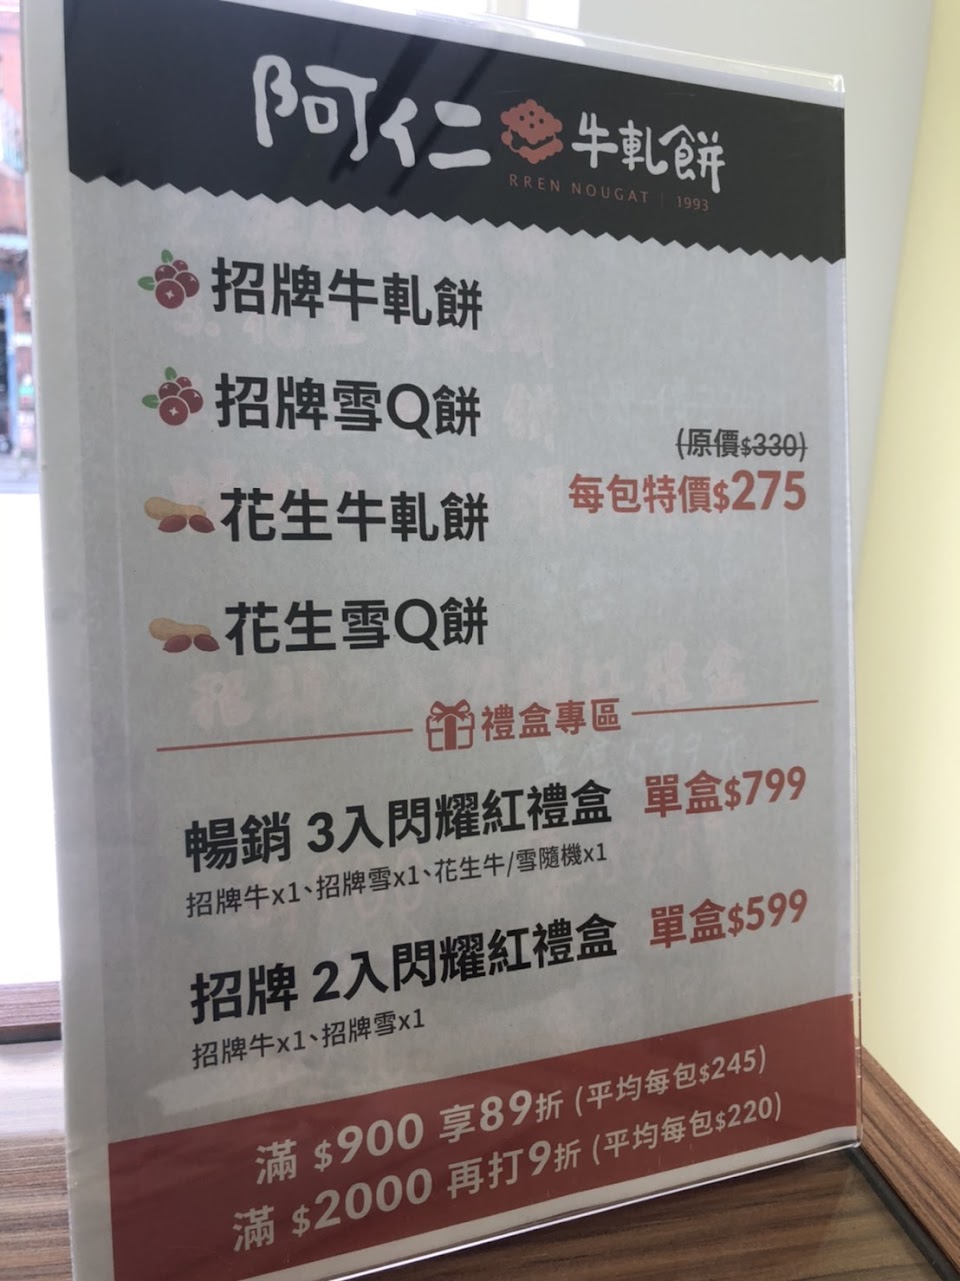 阿仁 牛軋餅
RREN NOUGAT | 1993
招牌牛軋餅
招牌雪Q餅
(原價$330)
每包特價$275
花生牛軋餅
花生雪Q餅
禮盒專區
暢銷 3入閃耀紅禮盒 單盒$799
招牌牛x1、招牌雪x1、花生牛/雪隨機x1
招牌 2入閃耀紅禮盒 單盒$599
招牌牛x1、招牌雪x1
滿 $900 享89折 (平均每包$245)
滿 $2000 再打9折 (平均每包$220)